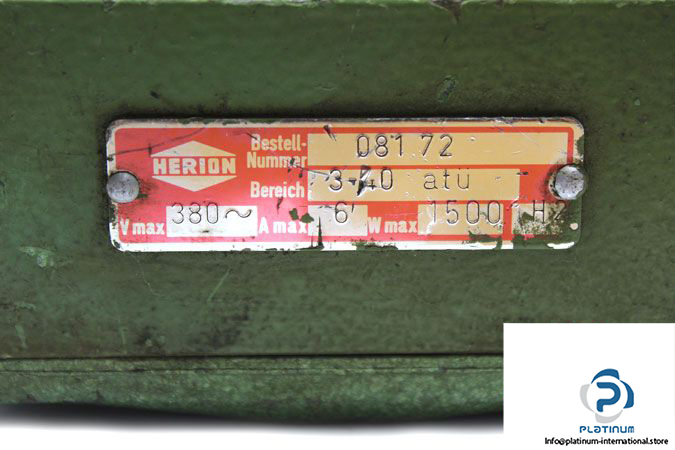 HERION
Bestell-
Nummer 081 72
Bereich 3-40 atü
V max 380~ A max 6 W max 1500 H2
PLATINUM
Info@platinum-international.store